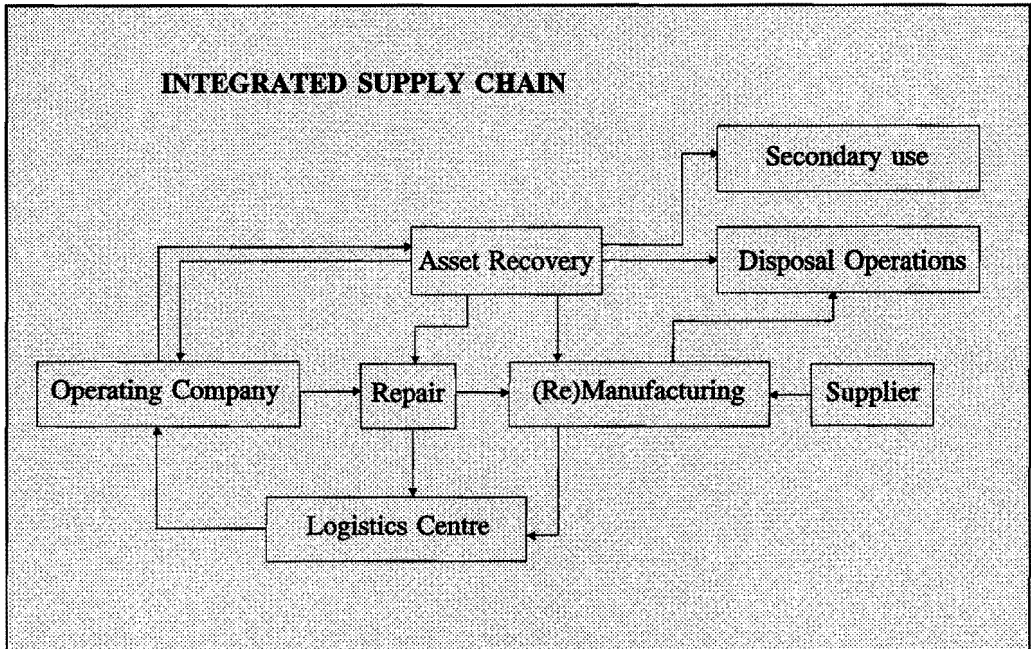 INTEGRATED SUPPLY CHAIN
Secondary use
Asset Recovery
Disposal Operations
Operating Company
Repair
(Re)Manufacturing
Supplier
Logistics Centre